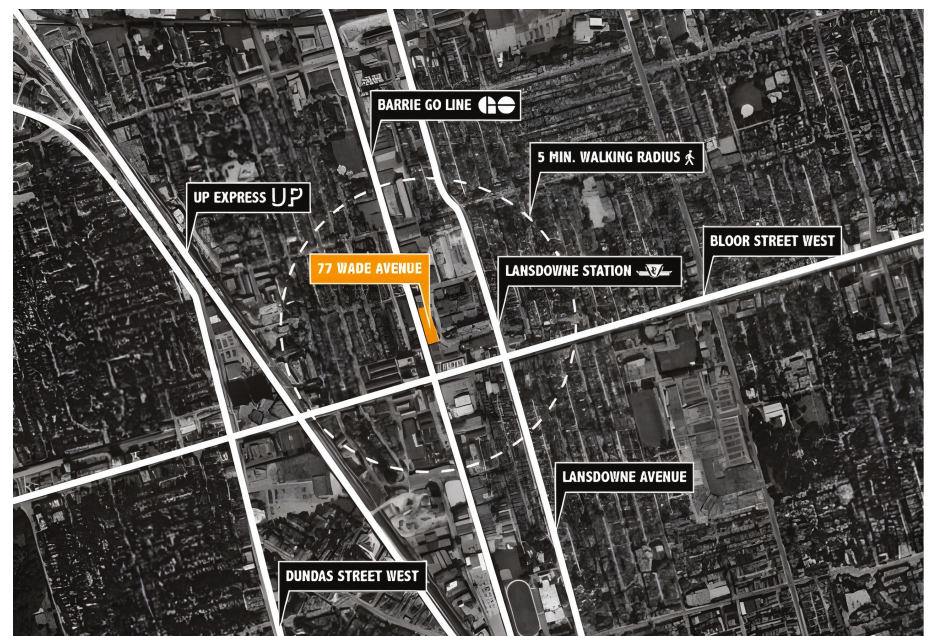 BARRIE GO LINE GO
5 MIN. WALKING RADIUS
UP EXPRESS UP
BLOOR STREET WEST
77 WADE AVENUE
LANSDOWNE STATION
LANSDOWNE AVENUE
DUNDAS STREET WEST